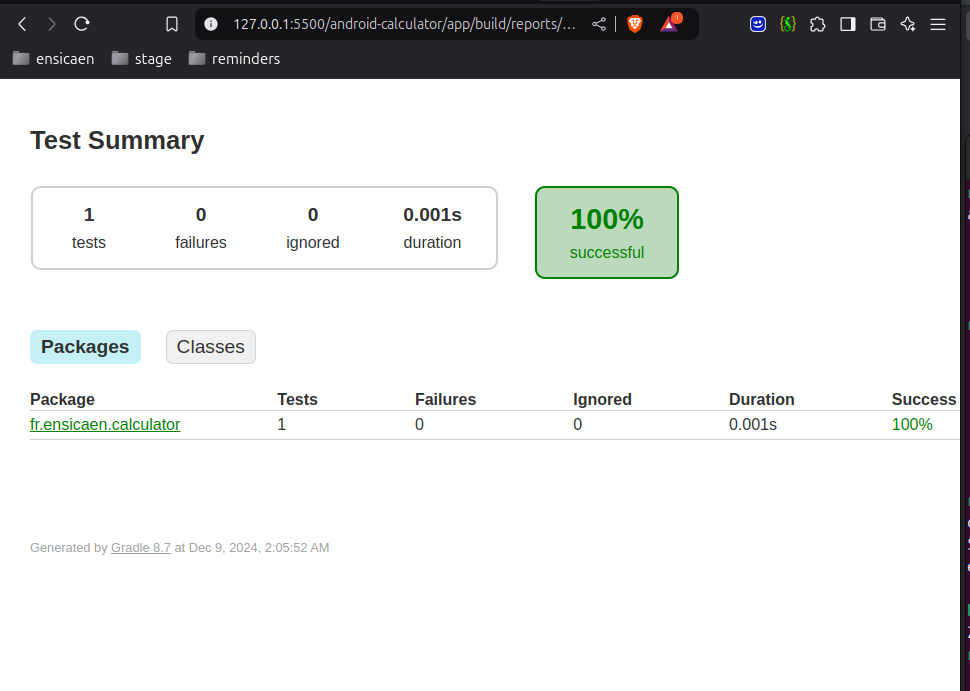 127.0.0.1:5500/android-calculator/app/build/reports/...
1
ensicaen stage reminders
Test Summary
1 0 0 0.001s
tests failures ignored duration
100%
successful
Packages Classes
Package Tests Failures Ignored Duration Success
fr.ensicaen.calculator 1 0 0 0.001s 100%
Generated by Gradle 8.7 at Dec 9, 2024, 2:05:52 AM